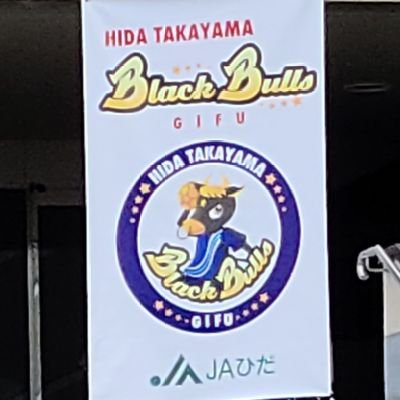 HIDA TAKAYAMA
Black Bulls
GIFU
HIDA TAKAYAMA
Black Bulls
GIFU
JAひだ